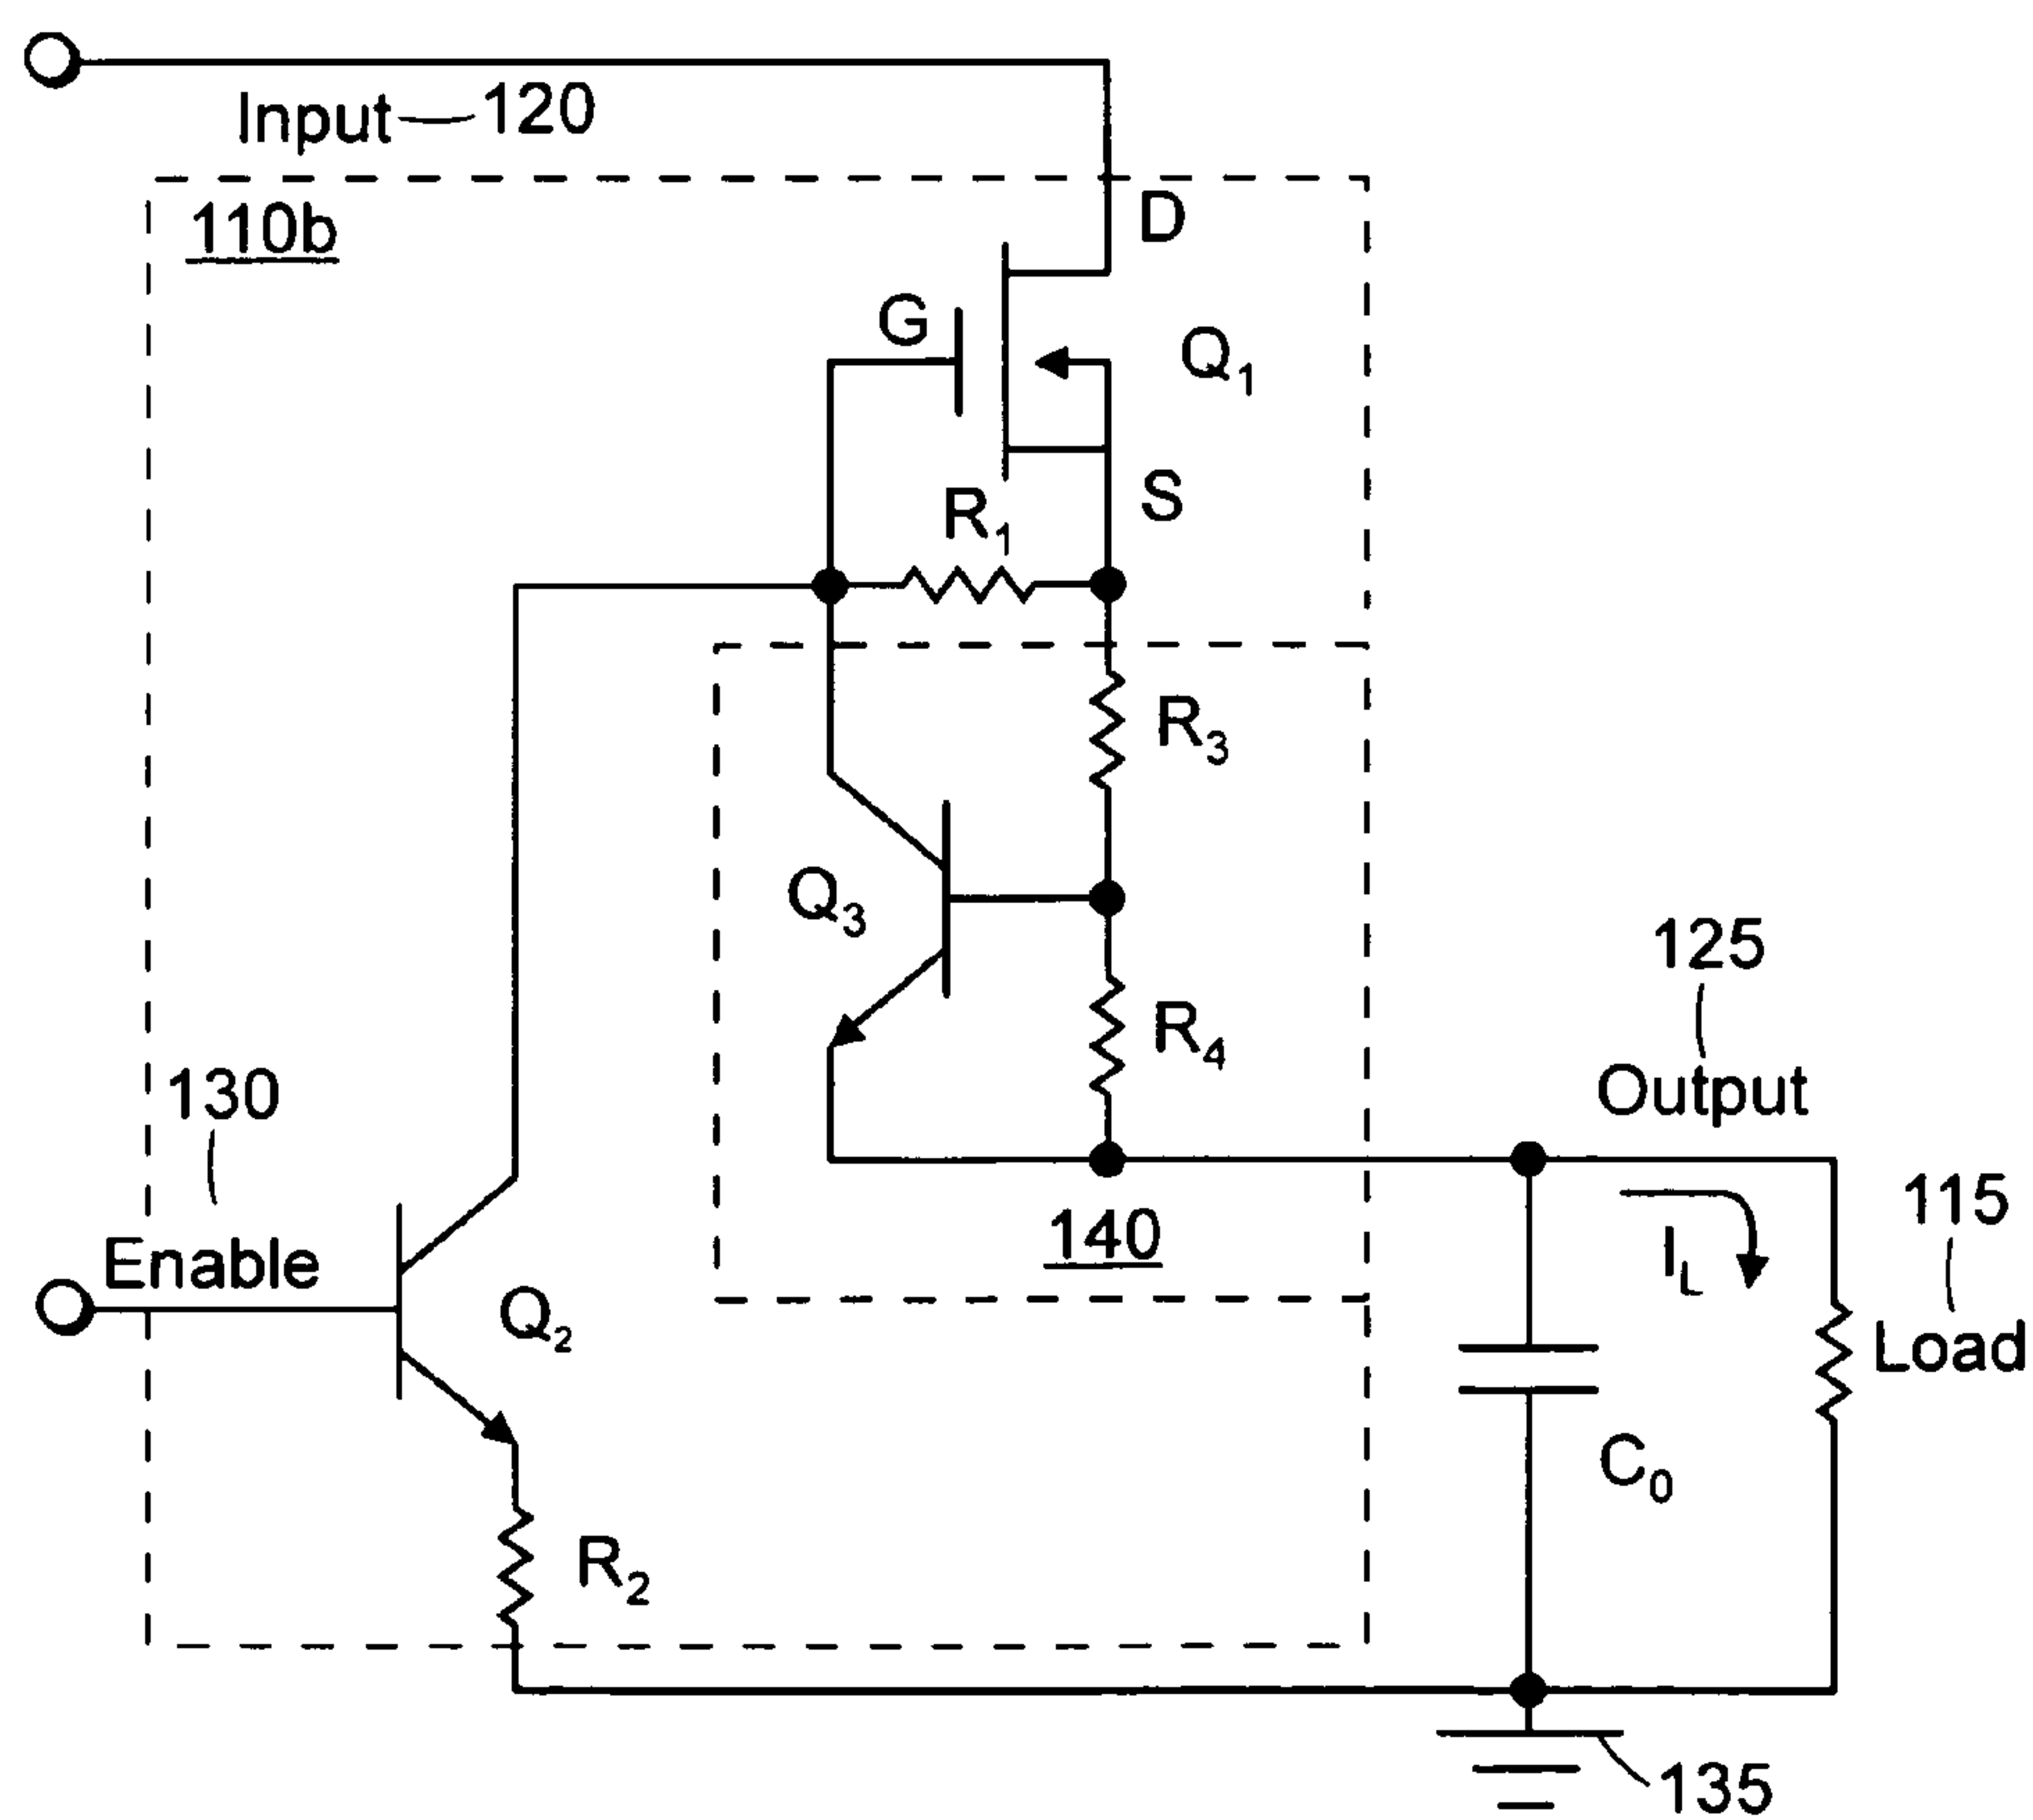 Input 120
110b
D
G
Q1
S
R1
R3
Q3
125
R4
Output
130
140
115
Enable
IL
Q2
Load
C0
R2
135